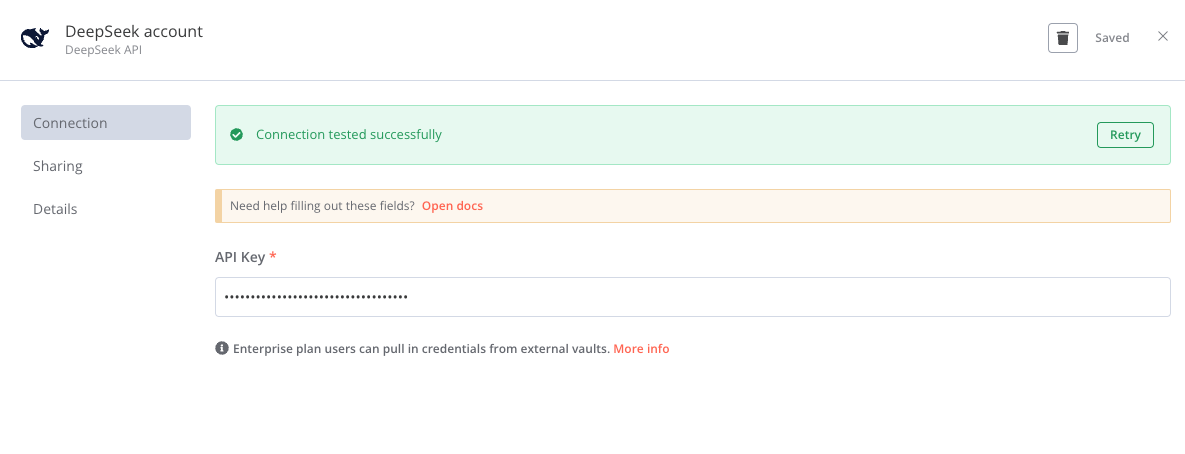 DeepSeek account
DeepSeek API
Saved
Connection
Sharing
Details
Connection tested successfully
Retry
Need help filling out these fields? Open docs
API Key *
••••••••••••••••••••••••••••••••••••
Enterprise plan users can pull in credentials from external vaults. More info